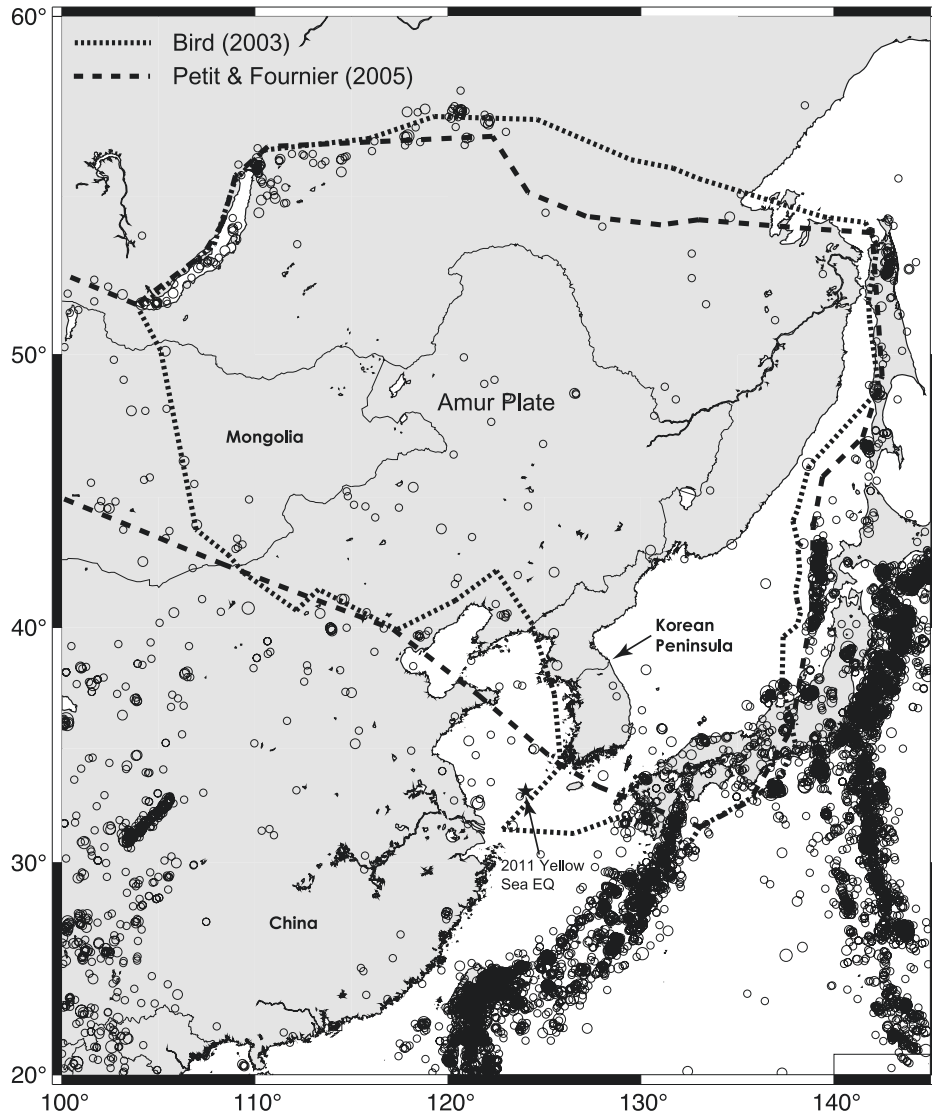 60°
Bird (2003)
Petit & Fournier (2005)
50°
Amur Plate
Mongolia
40°
Korean
Peninsula
30°
2011 Yellow
Sea EQ
China
20°
100° 110° 120° 130° 140°